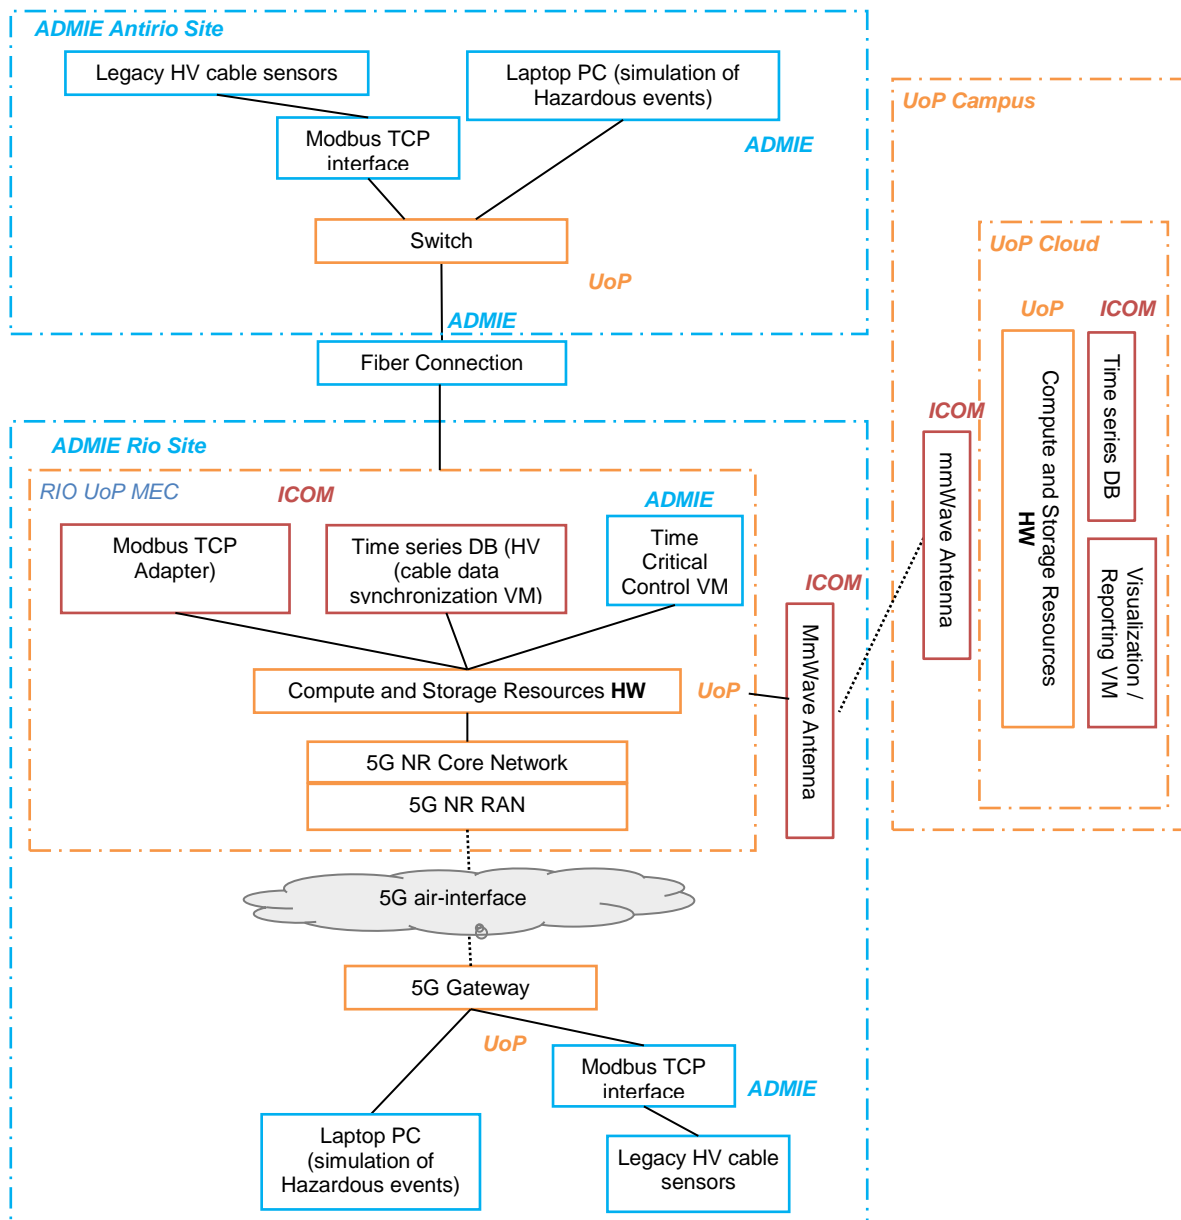 ADMIE Antirio Site
Legacy HV cable sensors
Laptop PC (simulation of
Hazardous events)
Modbus TCP
interface
ADMIE
Switch
UoP
ADMIE
Fiber Connection
ADMIE Rio Site
RIO UoP MEC
ICOM
ADMIE
Modbus TCP
Adapter)
Time series DB (HV
(cable data
synchronization VM)
Time
Critical
Control VM
ICOM
MmWave Antenna
Compute and Storage Resources HW
UoP
5G NR Core Network
5G NR RAN
5G air-interface
5G Gateway
UoP
Modbus TCP
interface
ADMIE
Laptop PC
(simulation of
Hazardous events)
Legacy HV cable
sensors
UoP Campus
UoP Cloud
UoP
ICOM
ICOM
mmWave Antenna
Compute and Storage Resources
HW
Time series DB
Visualization /
Reporting VM